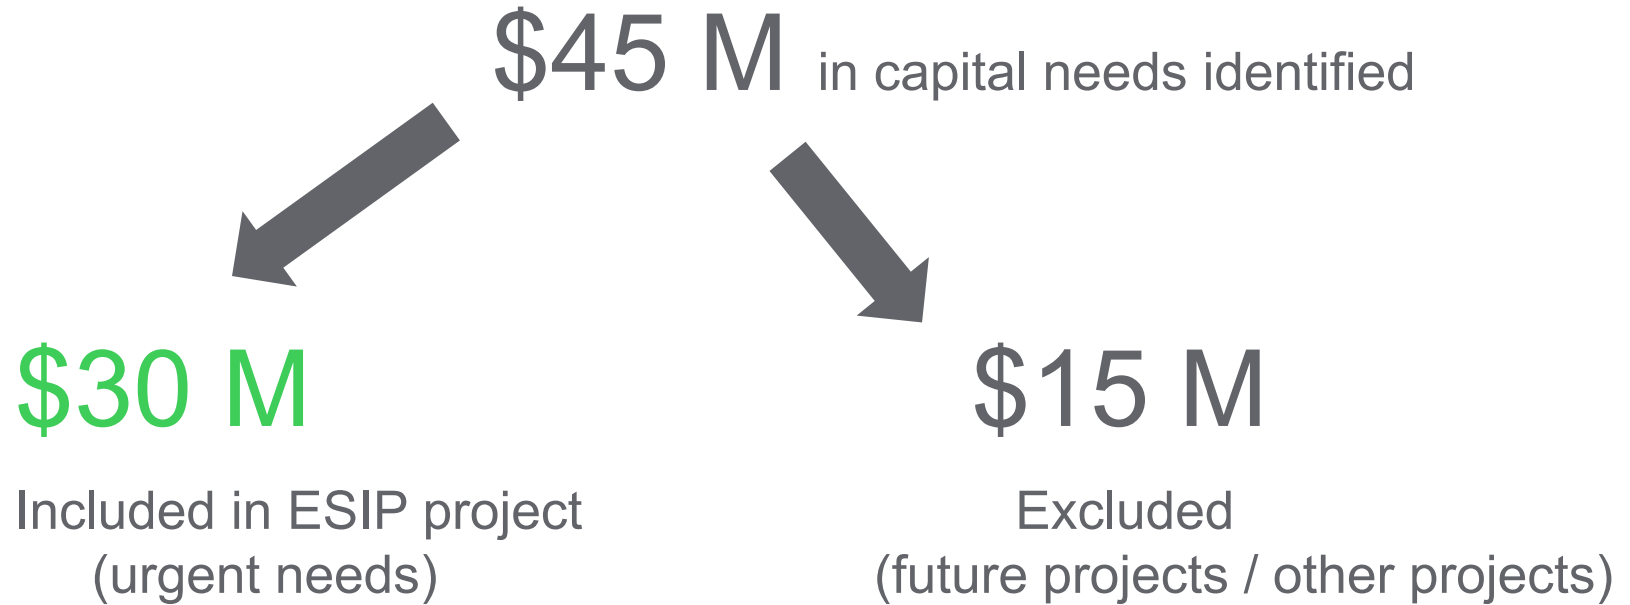 $45 M in capital needs identified
$30 M
$15 M
Included in ESIP project
(urgent needs)
Excluded
(future projects / other projects)